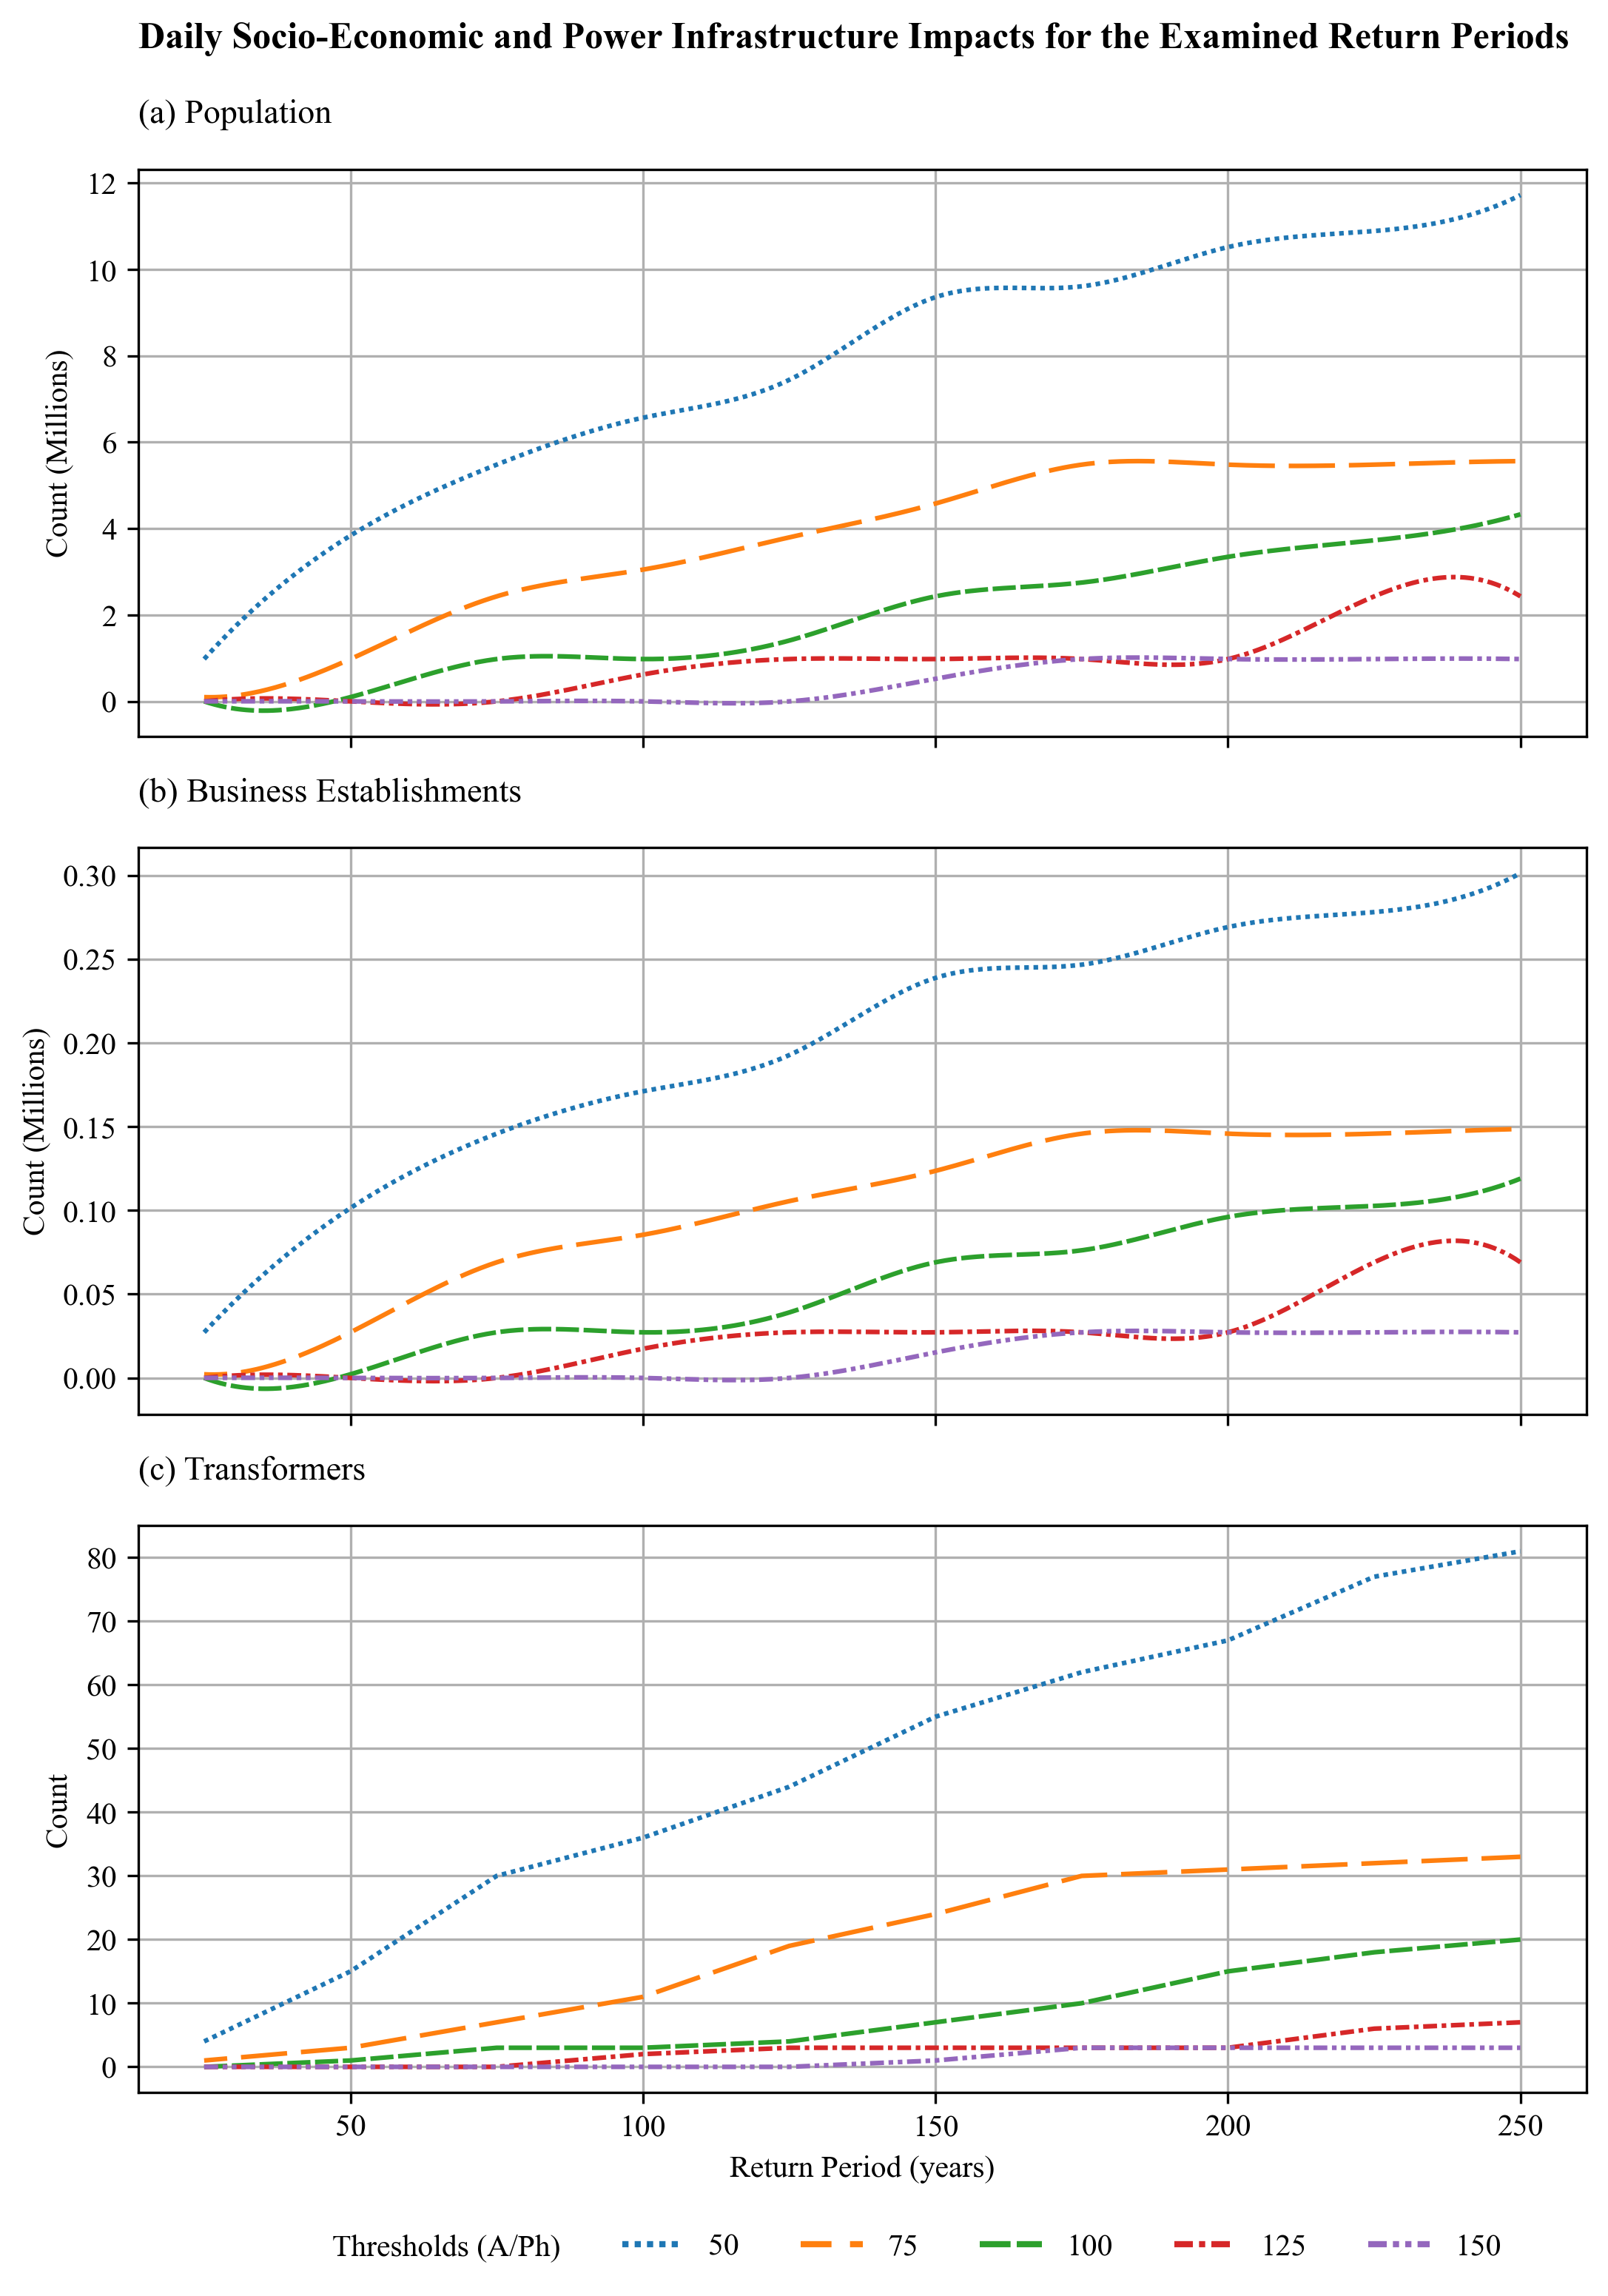 Daily Socio-Economic and Power Infrastructure Impacts for the Examined Return Periods
(a) Population
12
10
8
6
4
2
0
Count (Millions)
(b) Business Establishments
0.30
0.25
0.20
0.15
0.10
0.05
0.00
Count (Millions)
(c) Transformers
80
70
60
50
40
30
20
10
0
Count
50 100 150 200 250
Return Period (years)
Thresholds (A/Ph) 50 75 100 125 150